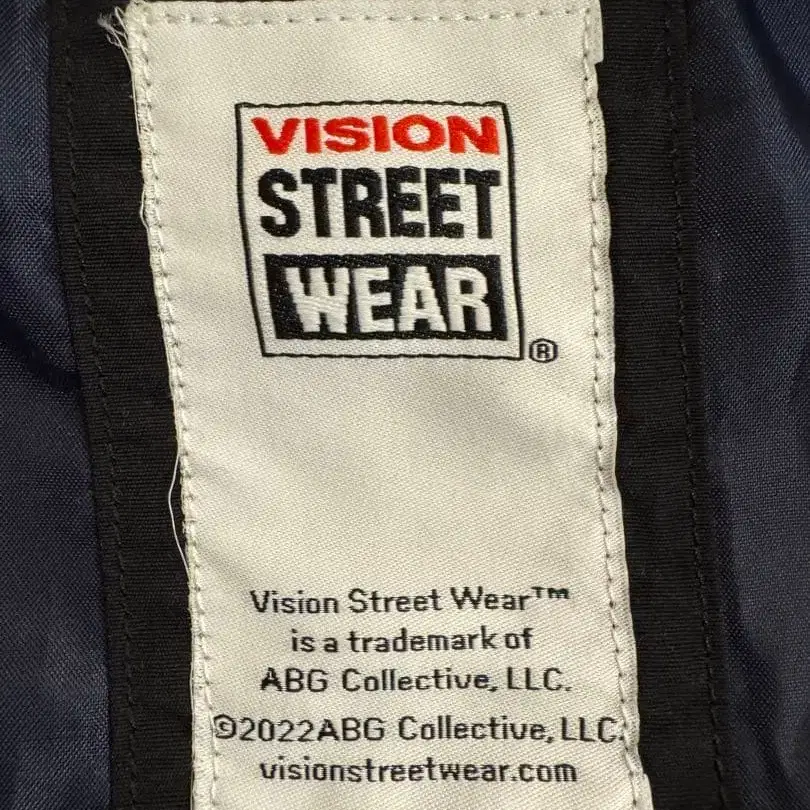 VISION
STREET
WEAR
®
Vision Street Wear™
is a trademark of
ABG Collective, LLC.
©2022ABG Collective, LLC.
visionstreetwear.com